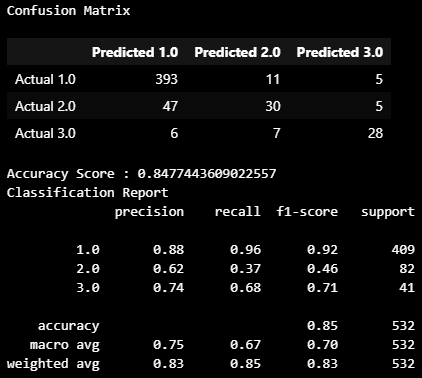 Confusion Matrix
Predicted 1.0 Predicted 2.0 Predicted 3.0
Actual 1.0 393 11 5
Actual 2.0 47 30 5
Actual 3.0 6 7 28
Accuracy Score : 0.8477443609022557
Classification Report
precision recall f1-score support
1.0 0.88 0.96 0.92 409
2.0 0.62 0.37 0.46 82
3.0 0.74 0.68 0.71 41
accuracy 0.85 532
macro avg 0.75 0.67 0.70 532
weighted avg 0.83 0.85 0.83 532